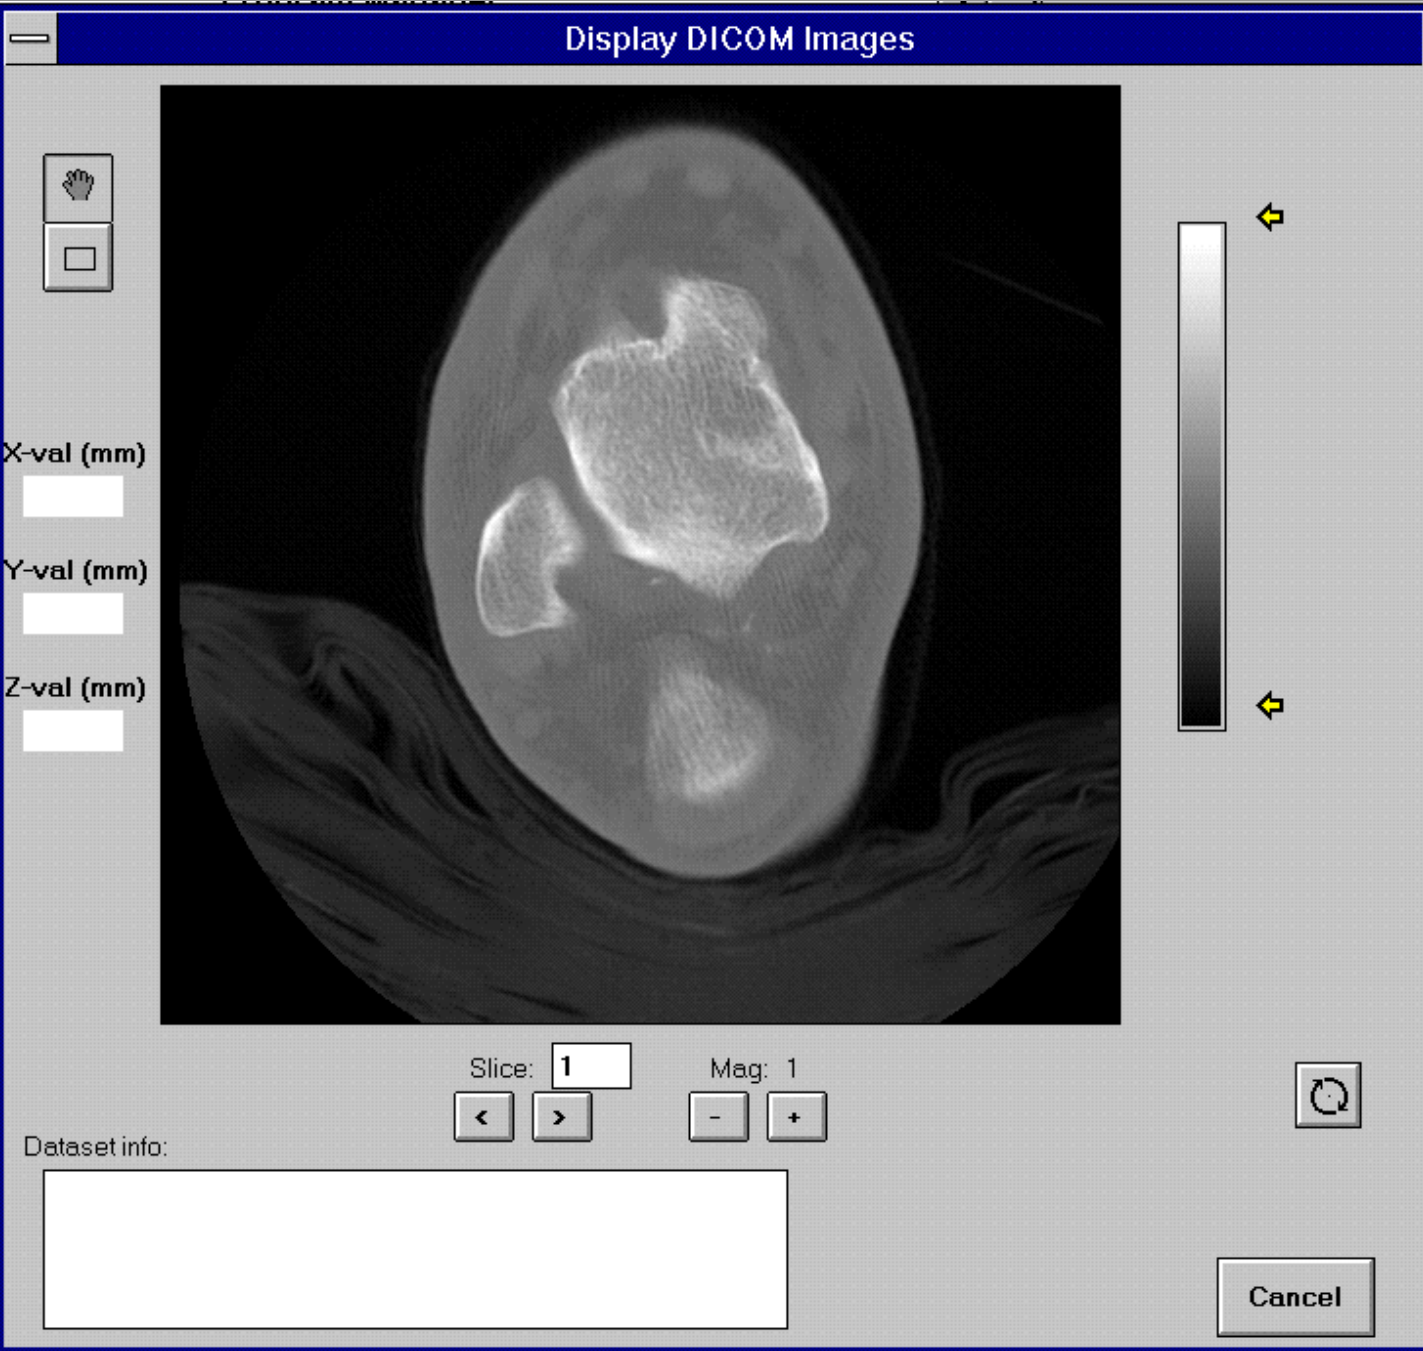 Display DICOM Images
X-val (mm)
Y-val (mm)
Z-val (mm)
Slice: 1 Mag: 1
< > - +
Dataset info:
Cancel